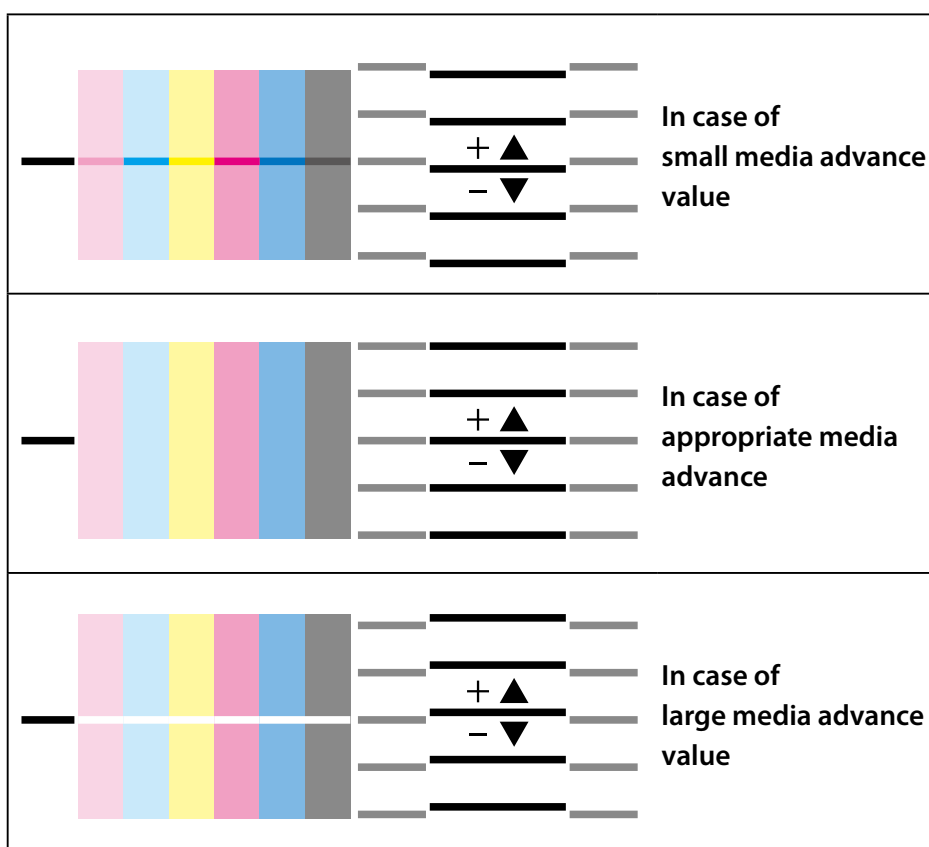 + ▲
− ▼
In case of
small media advance
value
+ ▲
− ▼
In case of
appropriate media
advance
+ ▲
− ▼
In case of
large media advance
value